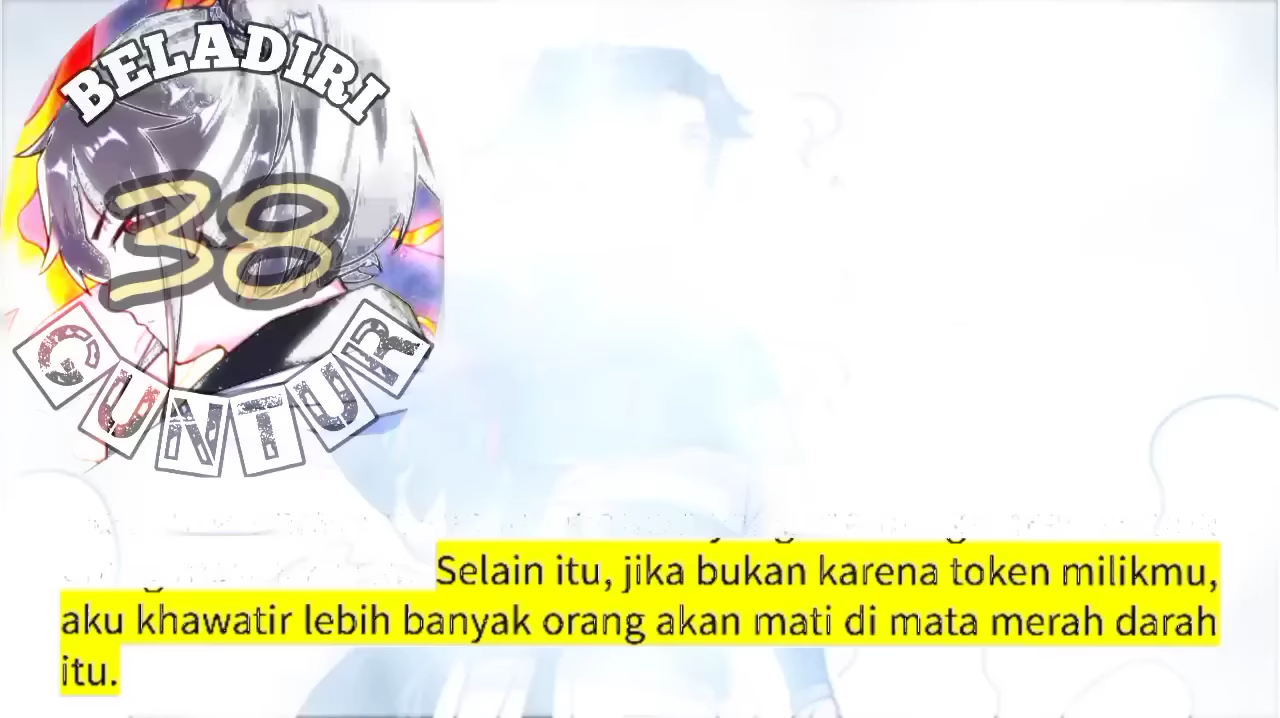 BELADIRI
38
GUNTUR
Selain itu, jika bukan karena token milikmu,
aku khawatir lebih banyak orang akan mati di mata merah darah
itu.